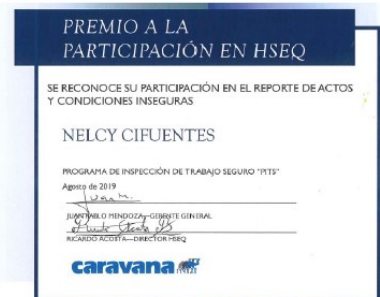 PREMIO A LA
PARTICIPACIÓN EN HSEQ
SE RECONOCE SU PARTICIPACIÓN EN EL REPORTE DE ACTOS
Y CONDICIONES INSEGURAS
NELCY CIFUENTES
PROGRAMA DE INSPECCIÓN DE TRABAJO SEGURO "PITS"
Agosto de 2019
JUAN PABLO MENDOZA - GERENTE GENERAL
RICARDO ACOSTA - DIRECTOR HSEQ
caravana